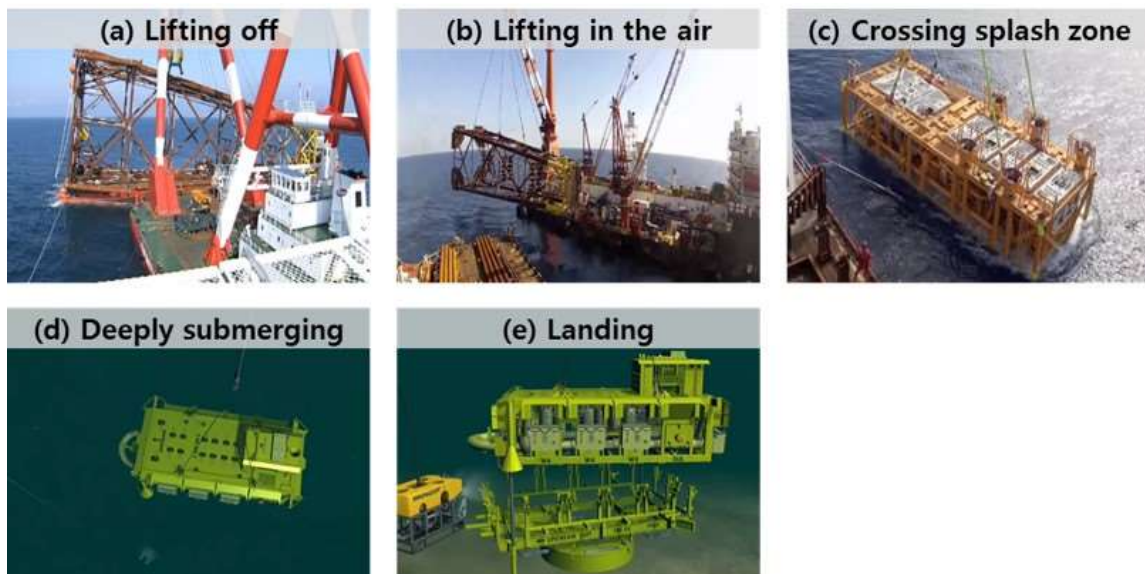 (a) Lifting off
(b) Lifting in the air
(c) Crossing splash zone
(d) Deeply submerging
(e) Landing